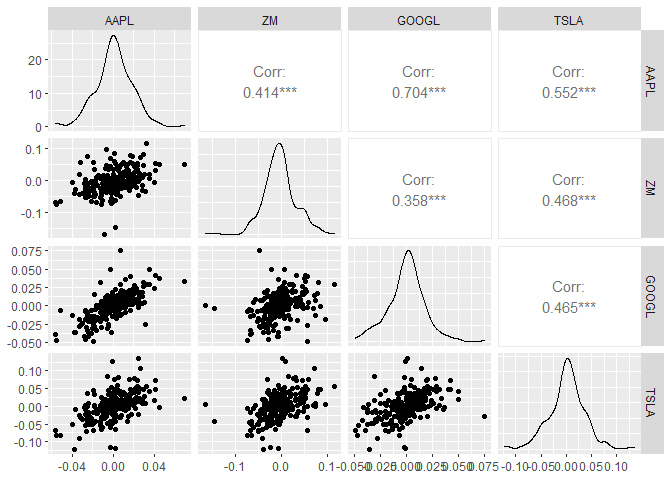 AAPL ZM GOOGL TSLA
20
10
0
Corr:
0.414***
Corr:
0.704***
Corr:
0.552***
AAPL
0.1
0.0
-0.1
Corr:
0.358***
Corr:
0.468***
ZM
0.075
0.050
0.025
0.000
-0.025
-0.050
Corr:
0.465***
GOOGL
0.10
0.05
0.00
-0.05
-0.10
TSLA
-0.04 0.00 0.04 -0.1 0.0 0.1 -0.050 -0.025 0.000 0.025 0.050 0.075 -0.10 -0.05 0.00 0.05 0.10